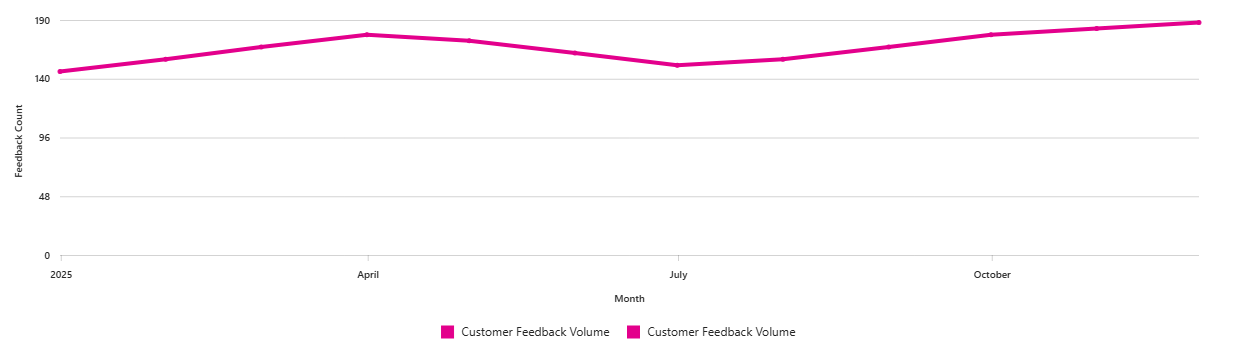 190
140
96
48
0
Feedback Count
2025 April July October
Month
Customer Feedback Volume Customer Feedback Volume